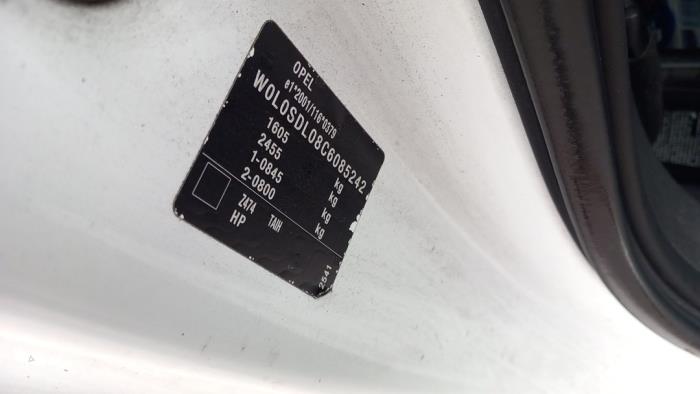 OPEL
e1*2001/116*0379
W0L0SDL08C6085242
1605 kg
2455 kg
1-0845 kg
2-0800 kg
Z474 TAIH
HP
2541